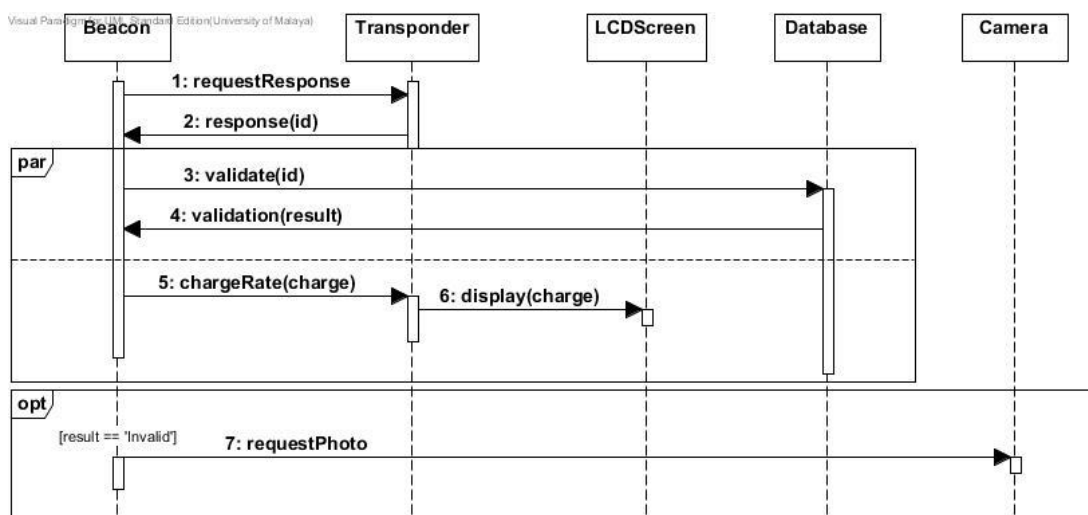 Visual Paradigm for UML Standard Edition(University of Malaya)
Beacon
Transponder
LCDScreen
Database
Camera
1: requestResponse
2: response(id)
par
3: validate(id)
4: validation(result)
5: chargeRate(charge)
6: display(charge)
opt
[result == 'Invalid']
7: requestPhoto